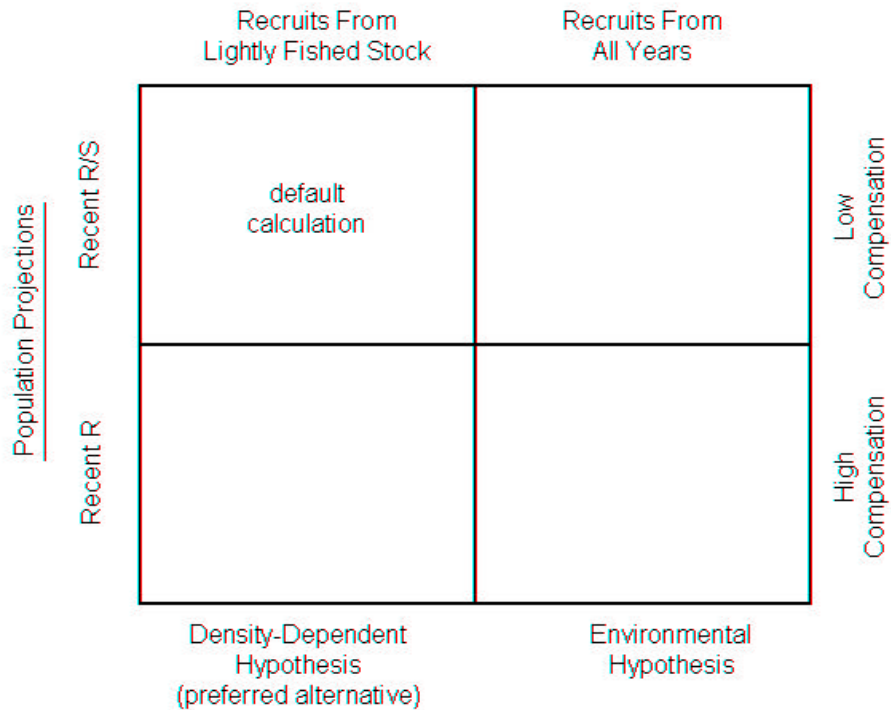 Recruits From
Lightly Fished Stock
Recruits From
All Years
Population Projections
Recent R/S
default
calculation
Low
Compensation
Recent R
High
Compensation
Density-Dependent
Hypothesis
(preferred alternative)
Environmental
Hypothesis